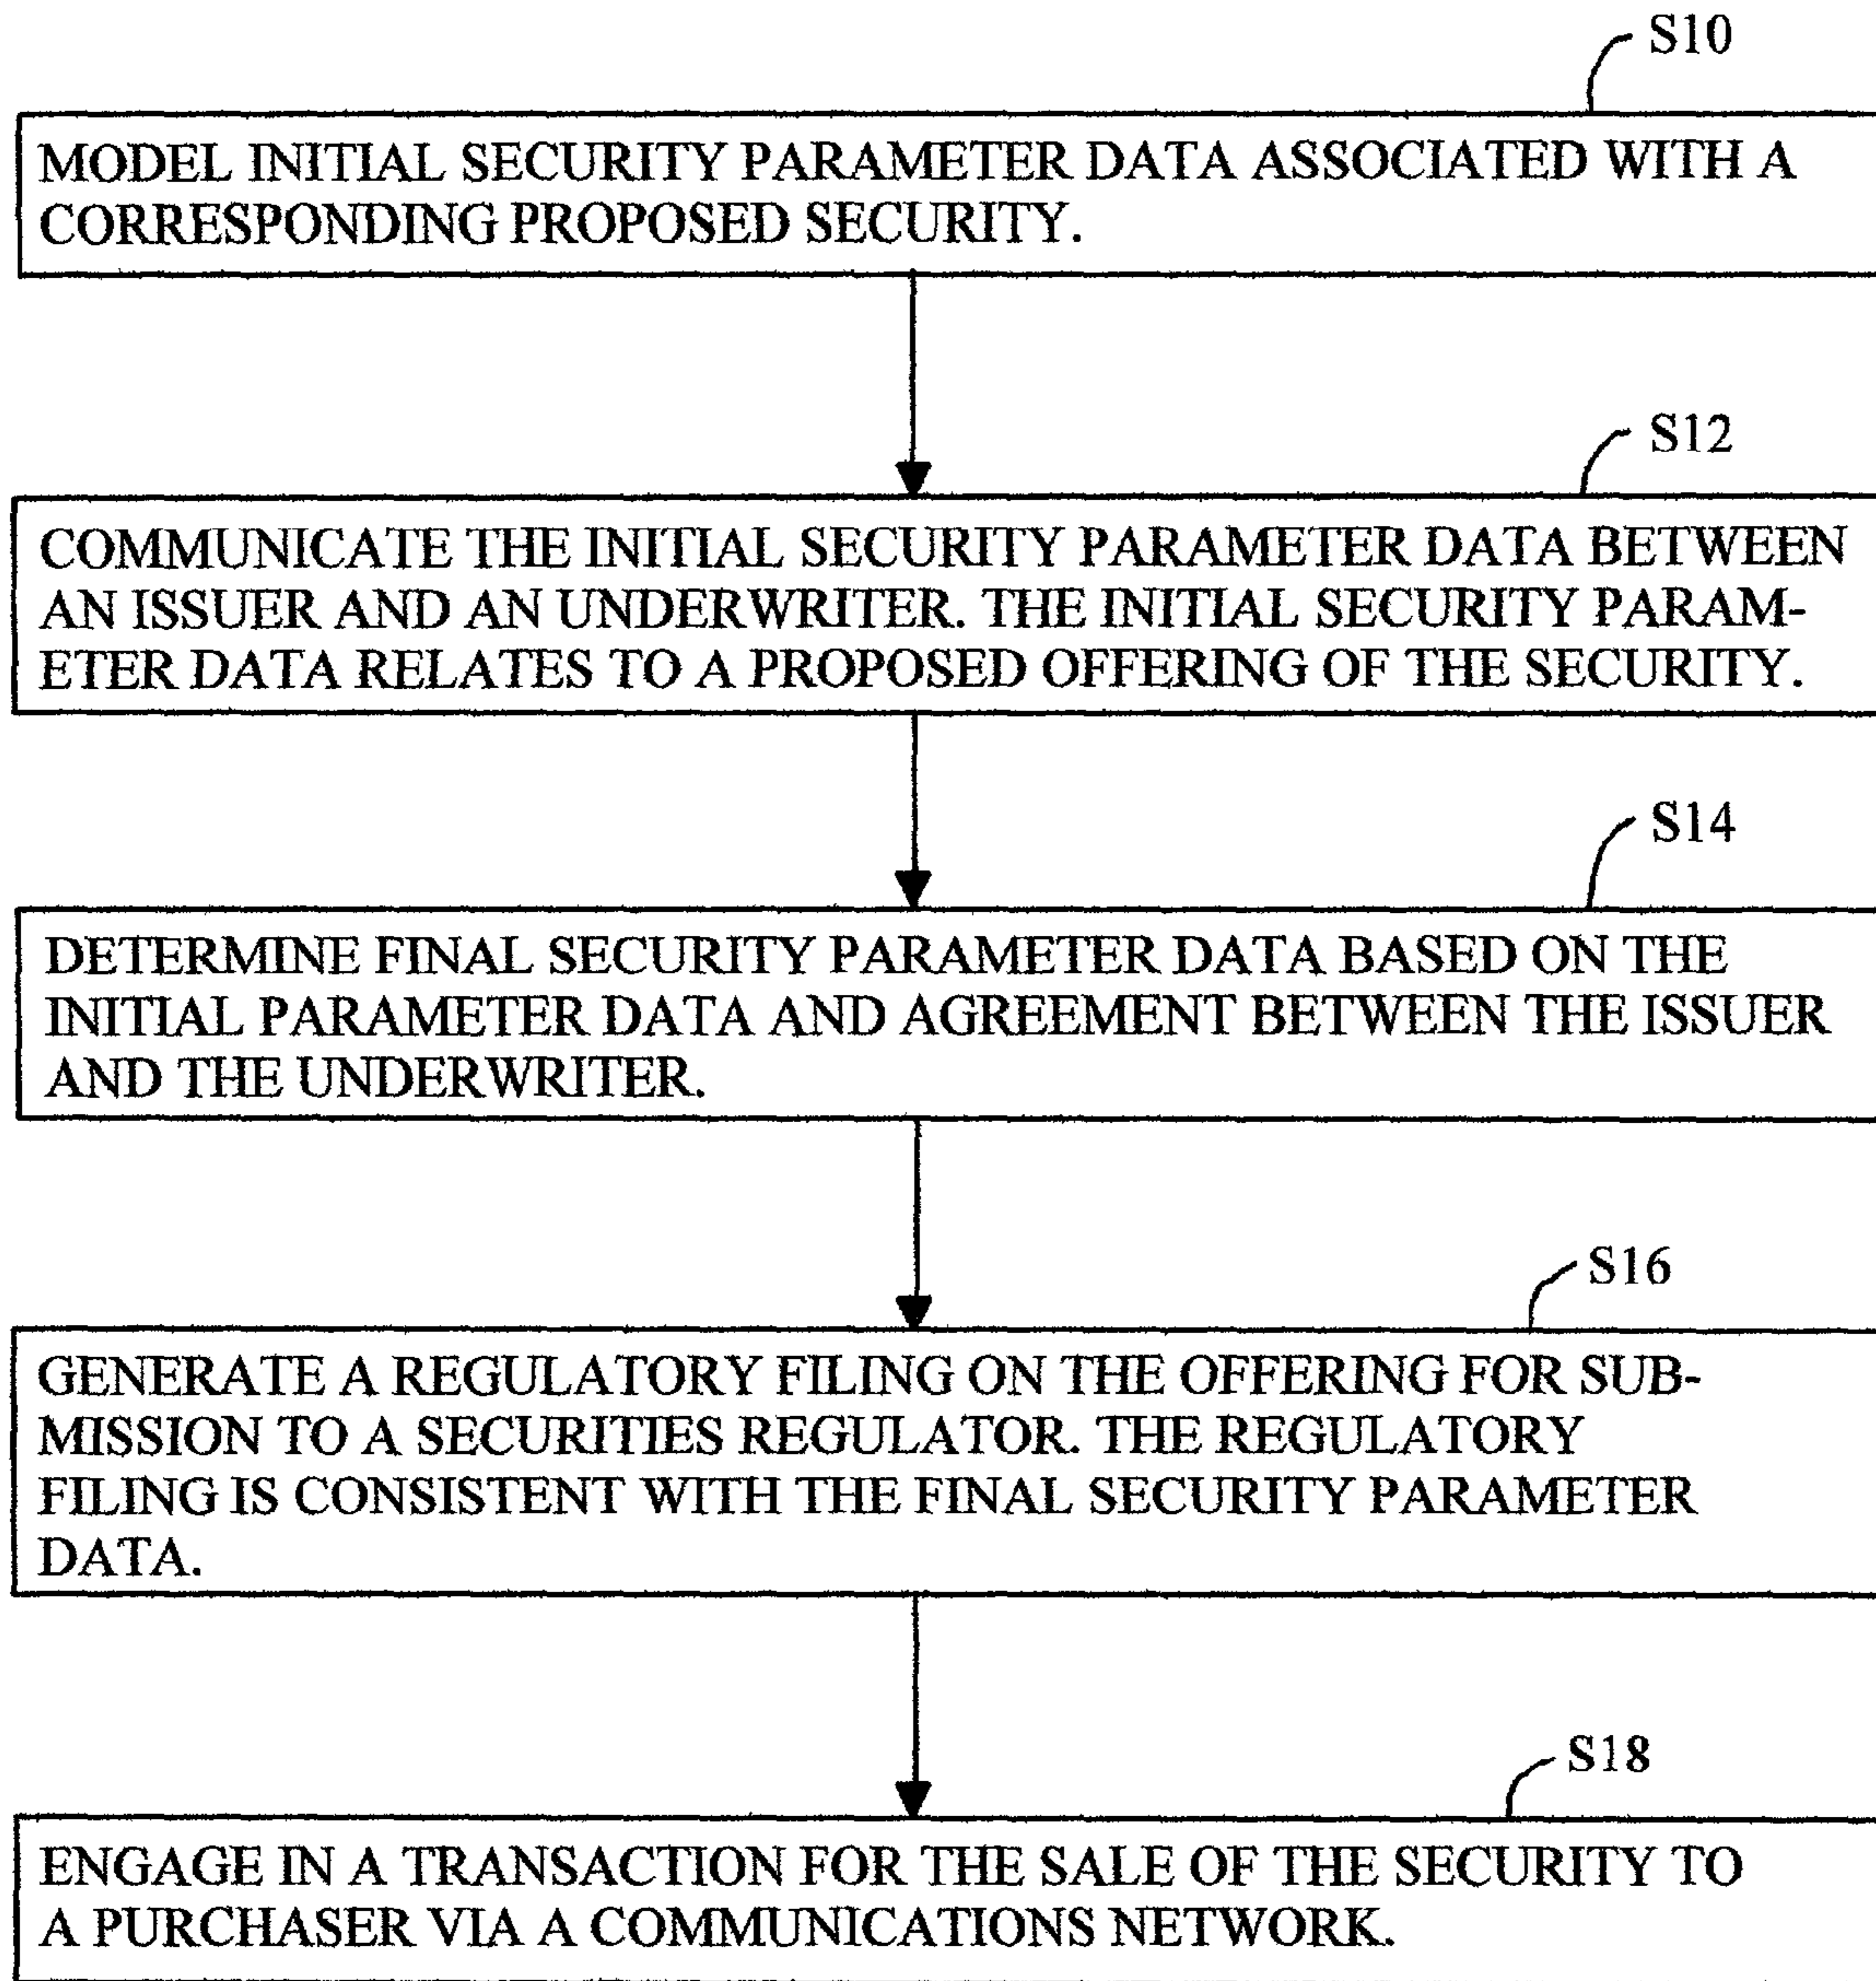 S10
MODEL INITIAL SECURITY PARAMETER DATA ASSOCIATED WITH A
CORRESPONDING PROPOSED SECURITY.
S12
COMMUNICATE THE INITIAL SECURITY PARAMETER DATA BETWEEN
AN ISSUER AND AN UNDERWRITER. THE INITIAL SECURITY PARAM-
ETER DATA RELATES TO A PROPOSED OFFERING OF THE SECURITY.
S14
DETERMINE FINAL SECURITY PARAMETER DATA BASED ON THE
INITIAL PARAMETER DATA AND AGREEMENT BETWEEN THE ISSUER
AND THE UNDERWRITER.
S16
GENERATE A REGULATORY FILING ON THE OFFERING FOR SUB-
MISSION TO A SECURITIES REGULATOR. THE REGULATORY
FILING IS CONSISTENT WITH THE FINAL SECURITY PARAMETER
DATA.
S18
ENGAGE IN A TRANSACTION FOR THE SALE OF THE SECURITY TO
A PURCHASER VIA A COMMUNICATIONS NETWORK.